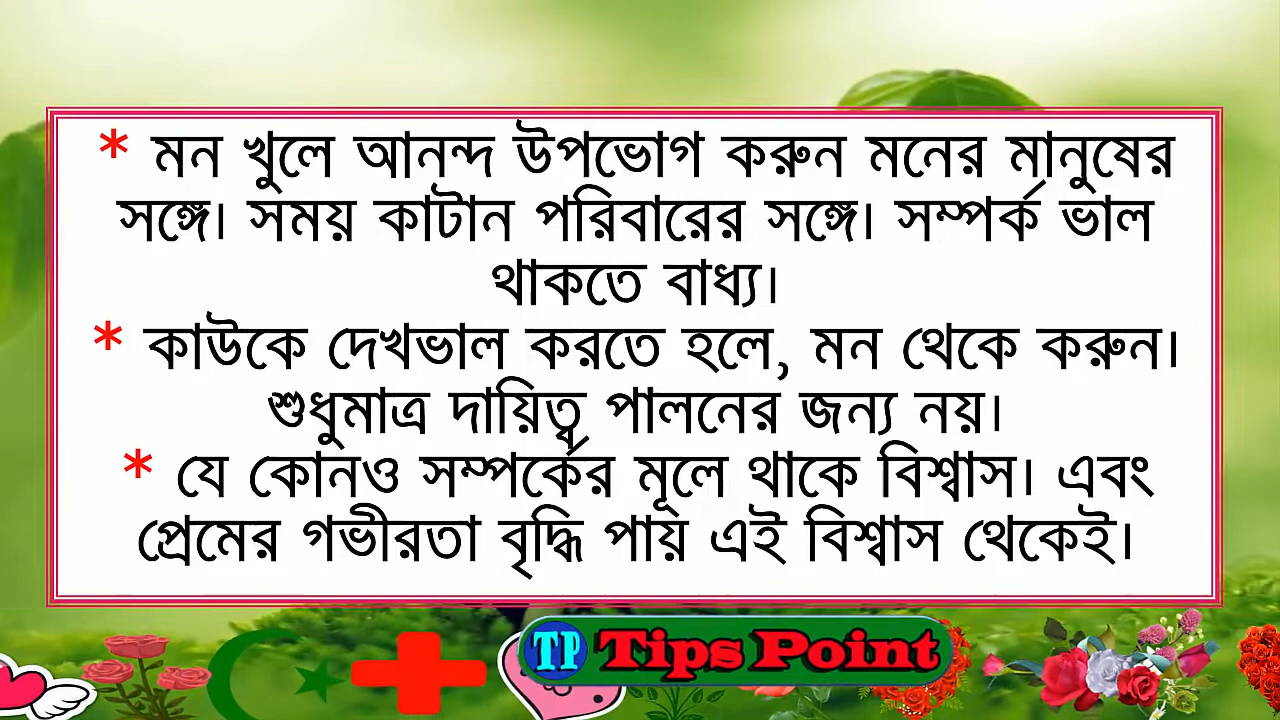 * মন খুলে আনন্দ উপভোগ করুন মনের মানুষের
সঙ্গে। সময় কাটান পরিবারের সঙ্গে। সম্পর্ক ভাল
থাকতে বাধ্য।
* কাউকে দেখভাল করতে হলে, মন থেকে করুন।
শুধুমাত্র দায়িত্ব পালনের জন্য নয়।
* যে কোনও সম্পর্কের মূলে থাকে বিশ্বাস। এবং
প্রেমের গভীরতা বৃদ্ধি পায় এই বিশ্বাস থেকেই।
TP Tips Point